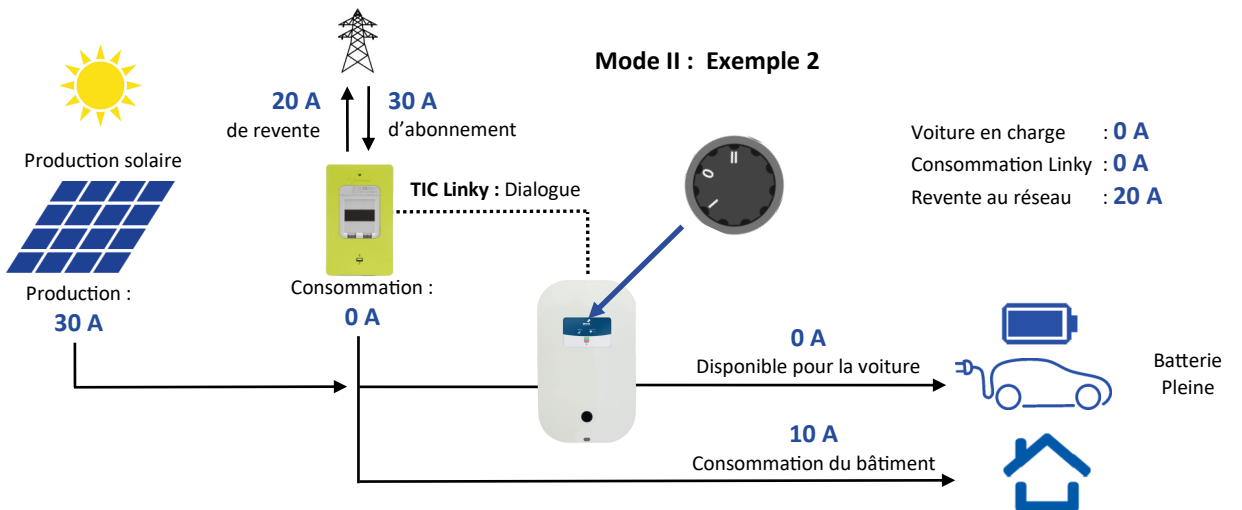 Mode II : Exemple 2
20 A
de revente
30 A
d'abonnement
Production solaire
TIC Linky : Dialogue
I
0
II
Voiture en charge : 0 A
Consommation Linky : 0 A
Revente au réseau : 20 A
Production :
30 A
Consommation :
0 A
0 A
Disponible pour la voiture
Batterie
Pleine
10 A
Consommation du bâtiment